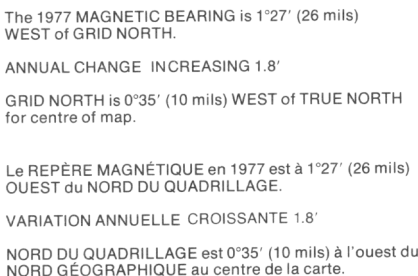 The 1977 MAGNETIC BEARING is 1°27′ (26 mils)
WEST of GRID NORTH.
ANNUAL CHANGE INCREASING 1.8′
GRID NORTH is 0°35′ (10 mils) WEST of TRUE NORTH
for centre of map.
Le REPÈRE MAGNÉTIQUE en 1977 est à 1°27′ (26 mils)
OUEST du NORD DU QUADRILLAGE.
VARIATION ANNUELLE CROISSANTE 1.8′
NORD DU QUADRILLAGE est 0°35′ (10 mils) à l'ouest du
NORD GÉOGRAPHIQUE au centre de la carte.